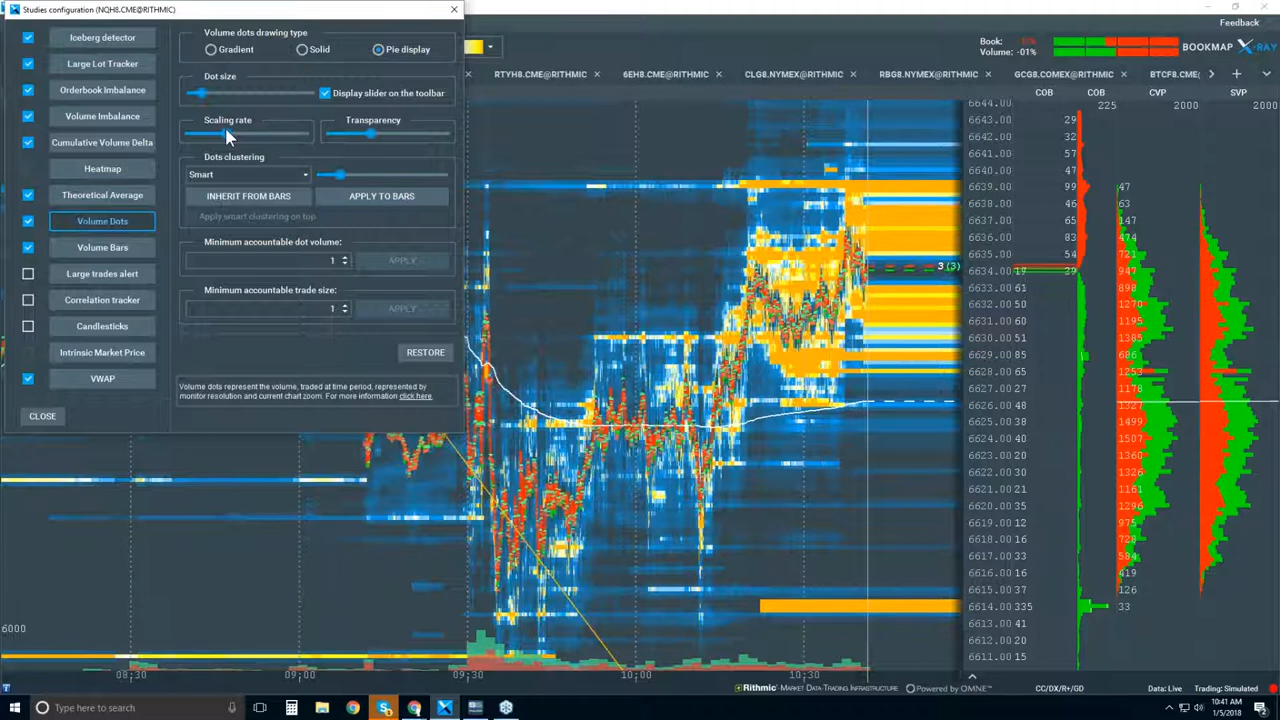 Studies configuration (NQH8.CME@RITHMIC)
Feedback
Iceberg detector
Large Lot Tracker
Orderbook Imbalance
Volume Imbalance
Cumulative Volume Delta
Heatmap
Theoretical Average
Volume Dots
Volume Bars
Large trades alert
Correlation tracker
Candlesticks
Intrinsic Market Price
VWAP
CLOSE
Volume dots drawing type
Gradient
Solid
Pie display
Dot size
Display slider on the toolbar
Scaling rate
Transparency
Dots clustering
Smart
INHERIT FROM BARS
APPLY TO BARS
Apply smart clustering on top
Minimum accountable dot volume:
1
APPLY
Minimum accountable trade size:
1
APPLY
RESTORE
Volume dots represent the volume, traded at time period, represented by
monitor resolution and current chart zoom. For more information click here.
Book:
Volume: -01%
BOOKMAP X-RAY
RTYH8.CME@RITHMIC
6EH8.CME@RITHMIC
CLG8.NYMEX@RITHMIC
RBG8.NYMEX@RITHMIC
GCG8.COMEX@RITHMIC
BTCF8.CME(
COB COB CVP SVP
225 2000 2000
6644.00
6643.00 29
6642.00 32
6641.00 57
6640.00 47
6639.00 99 47
6638.00 46 63
6637.00 65 147
6636.00 83 474
6635.00 54 721
3 (3)
6634.00 19 29 947
6633.00 61 898
6632.00 50 1270
6631.00 60 1195
6630.00 51 1385
6629.00 85 686
6628.00 65 1253
6627.00 27 1178
6626.00 48 1327
6625.00 38 1499
6624.00 40 1507
6623.00 20 1360
6622.00 30 1326
6621.00 49 1161
6620.00 35 1296
6619.00 12 975
6618.00 16 728
6617.00 33 584
6616.00 16 419
6615.00 37 126
6614.00 335 33
6613.00 41
6612.00 20
6611.00 15
6000
08:30
09:00
09:30
10:00
10:30
Rithmic - MARKET DATA-TRADING INFRASTRUCTURE
Powered by OMNE™
CC/DX/R+/GD
Data: Live
Trading: Simulated
Type here to search
10:41 AM
1/5/2018
2